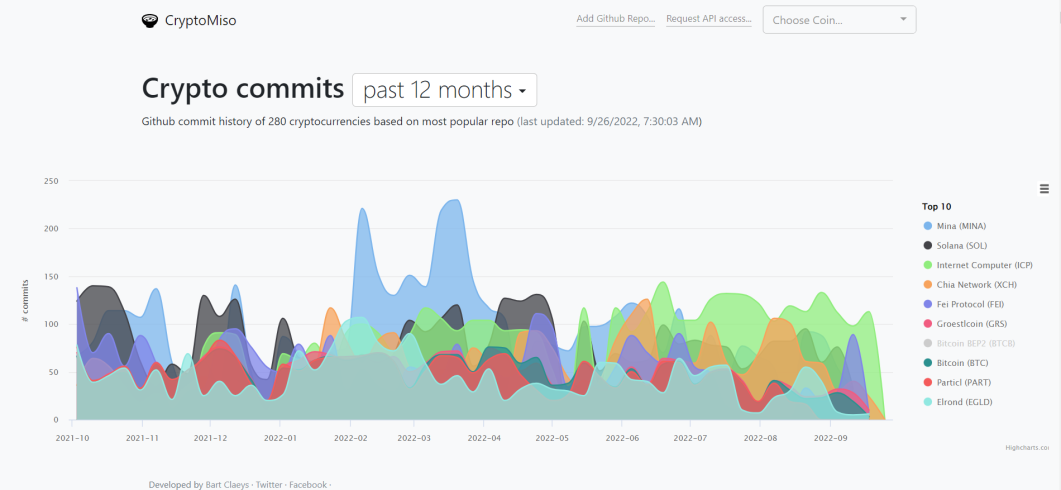 CryptoMiso
Add Github Repo... Request API access... Choose Coin...
Crypto commits past 12 months
Github commit history of 280 cryptocurrencies based on most popular repo (last updated: 9/26/2022, 7:30:03 AM)
250
200
150
100
50
0
# commits
2021-10 2021-11 2021-12 2022-01 2022-02 2022-03 2022-04 2022-05 2022-06 2022-07 2022-08 2022-09
Top 10
Mina (MINA)
Solana (SOL)
Internet Computer (ICP)
Chia Network (XCH)
Fei Protocol (FEI)
Groestlcoin (GRS)
Bitcoin BEP2 (BTCB)
Bitcoin (BTC)
Particl (PART)
Elrond (EGLD)
Highcharts.co
Developed by Bart Claeys · Twitter · Facebook ·